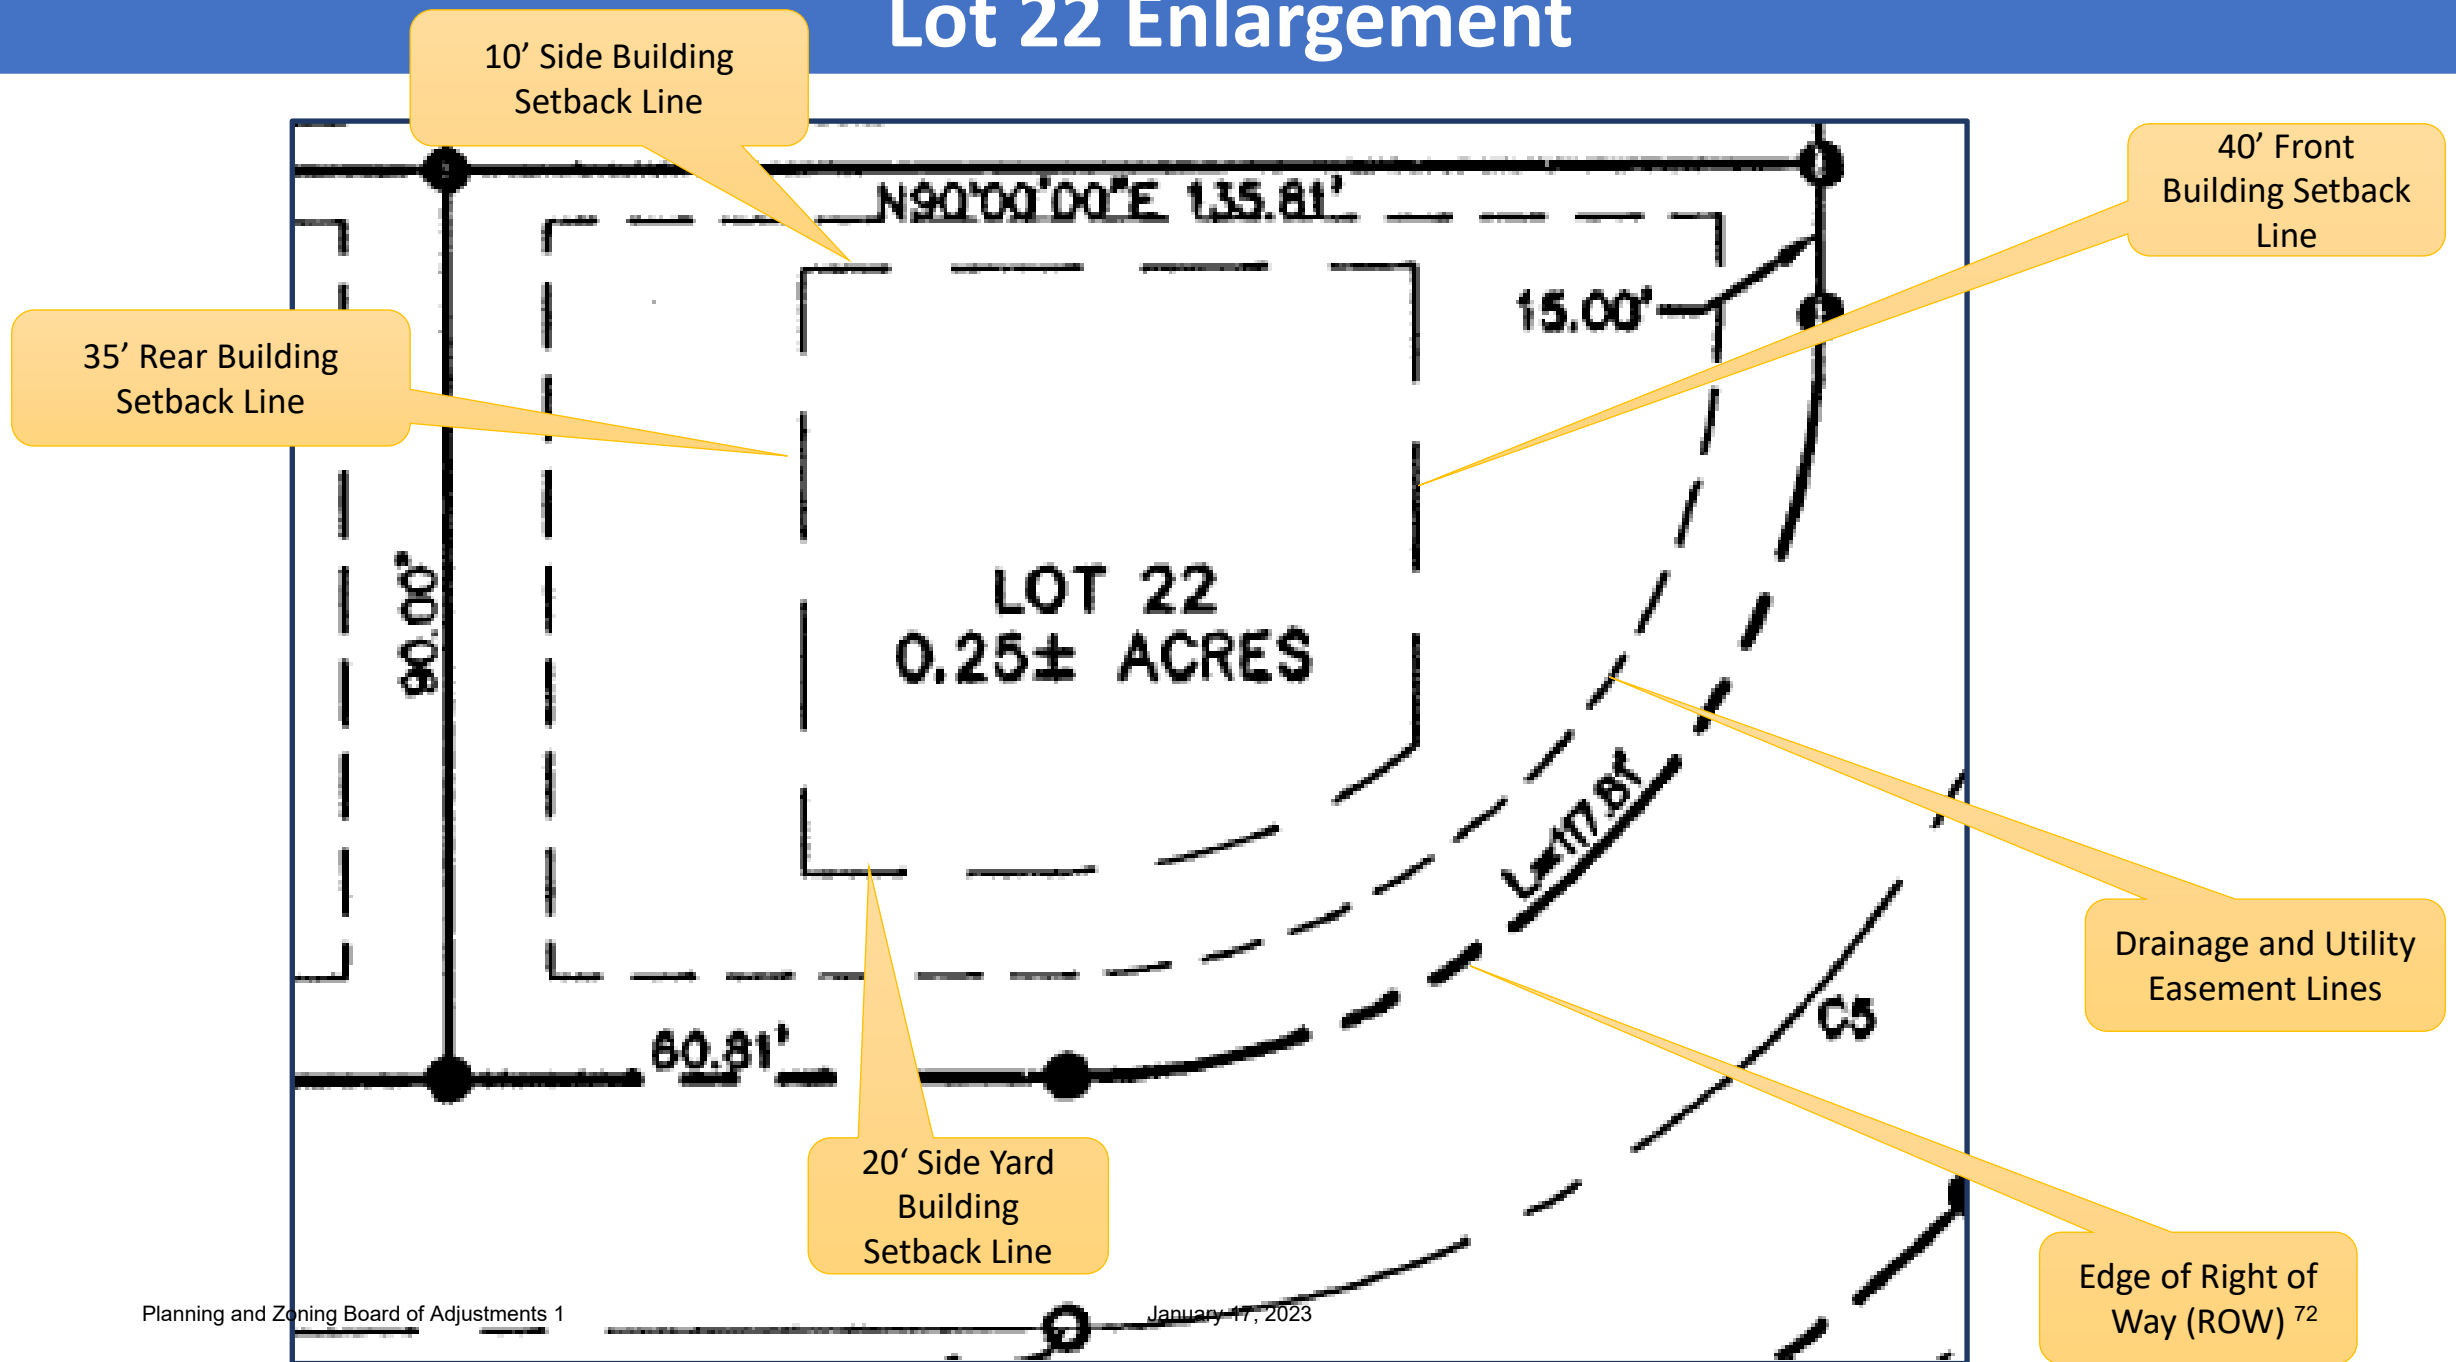 Lot 22 Enlargement
10’ Side Building
Setback Line
40’ Front
Building Setback
Line
N90°00'00"E 135.81'
15.00'
35’ Rear Building
Setback Line
90.00'
LOT 22
0.25± ACRES
L=117.81'
Drainage and Utility
Easement Lines
C5
60.81'
20‘ Side Yard
Building
Setback Line
Edge of Right of
Way (ROW) 72
Planning and Zoning Board of Adjustments 1
January 17, 2023